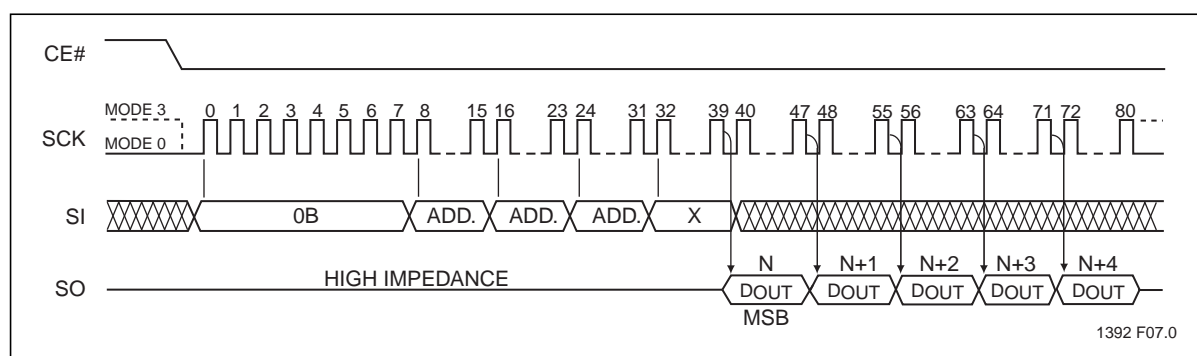 CE#
MODE 3
0 1 2 3 4 5 6 7 8 15 16 23 24 31 32 39 40 47 48 55 56 63 64 71 72 80
SCK
MODE 0
SI
0B ADD. ADD. ADD. X
N N+1 N+2 N+3 N+4
HIGH IMPEDANCE
SO
DOUT DOUT DOUT DOUT DOUT
MSB
1392 F07.0